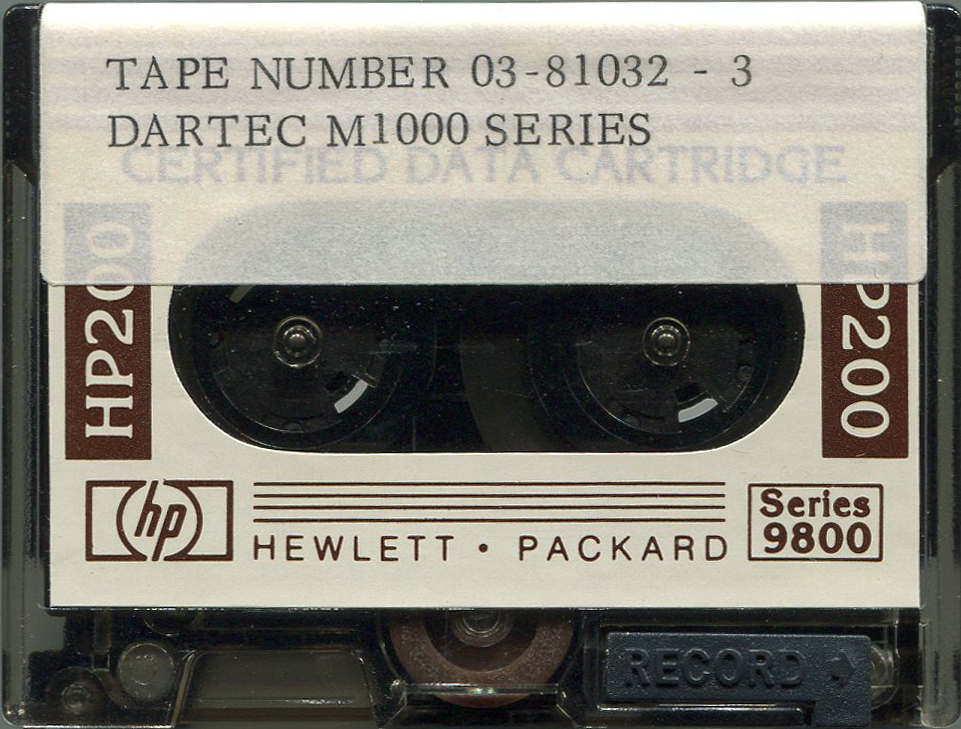 TAPE NUMBER 03-81032 - 3
DARTEC M1000 SERIES
CERTIFIED DATA CARTRIDGE
HP200
HP200
hp
HEWLETT • PACKARD
Series
9800
RECORD →